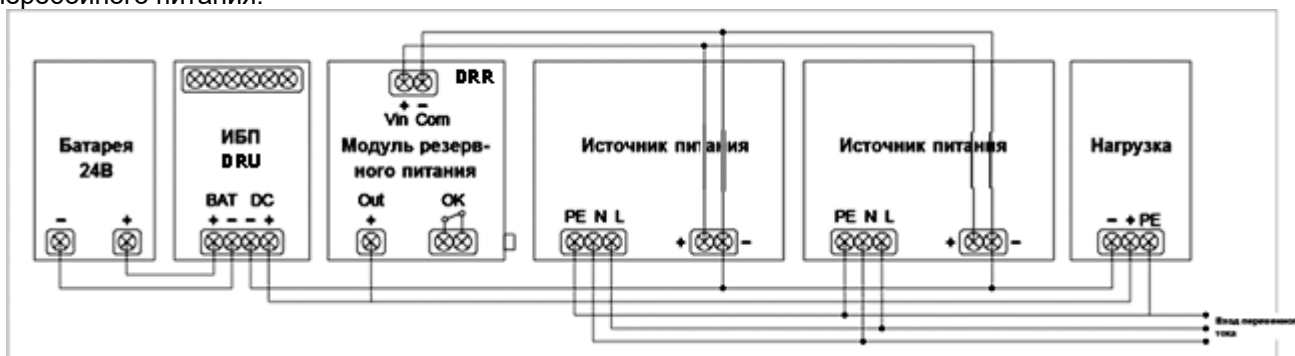 перебойного питания.
DRR
+ -
Vin Com
Батарея
24В
ИБП
DRU
Модуль резерв-
ного питания
Источник питания
Источник питания
Нагрузка
BAT DC
Out
OK
PE N L
PE N L
- +
+ - - +
+
+ -
+ -
- + PE
Вход переменного
тока